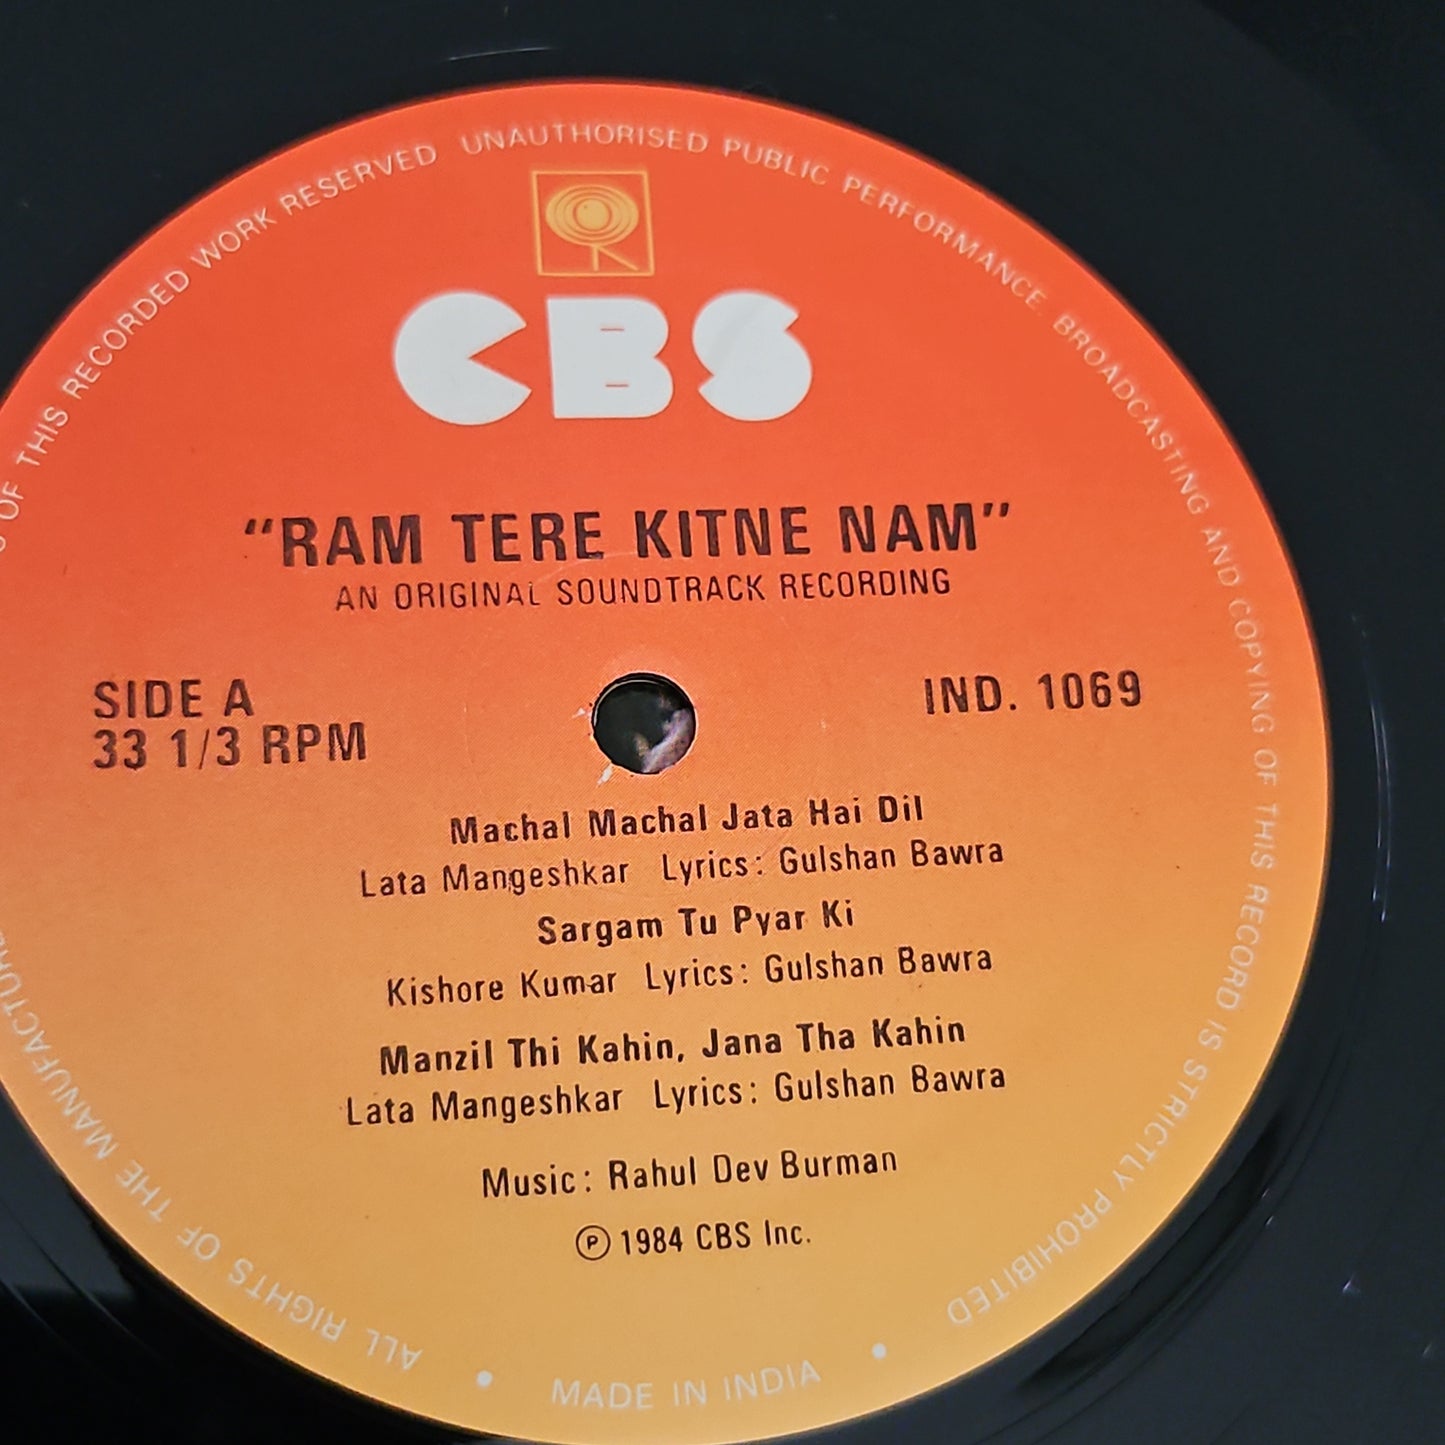 CBS
"RAM TERE KITNE NAM"
AN ORIGINAL SOUNDTRACK RECORDING
SIDE A
33 1/3 RPM
IND. 1069
Machal Machal Jata Hai Dil
Lata Mangeshkar Lyrics: Gulshan Bawra
Sargam Tu Pyar Ki
Kishore Kumar Lyrics: Gulshan Bawra
Manzil Thi Kahin, Jana Tha Kahin
Lata Mangeshkar Lyrics: Gulshan Bawra
Music: Rahul Dev Burman
℗ 1984 CBS Inc.
ALL RIGHTS OF THE MANUFACTURE OF THIS RECORDED WORK RESERVED UNAUTHORISED PUBLIC PERFORMANCE. BROADCASTING AND COPYING OF THIS RECORD IS STRICTLY PROHIBITED
• MADE IN INDIA •